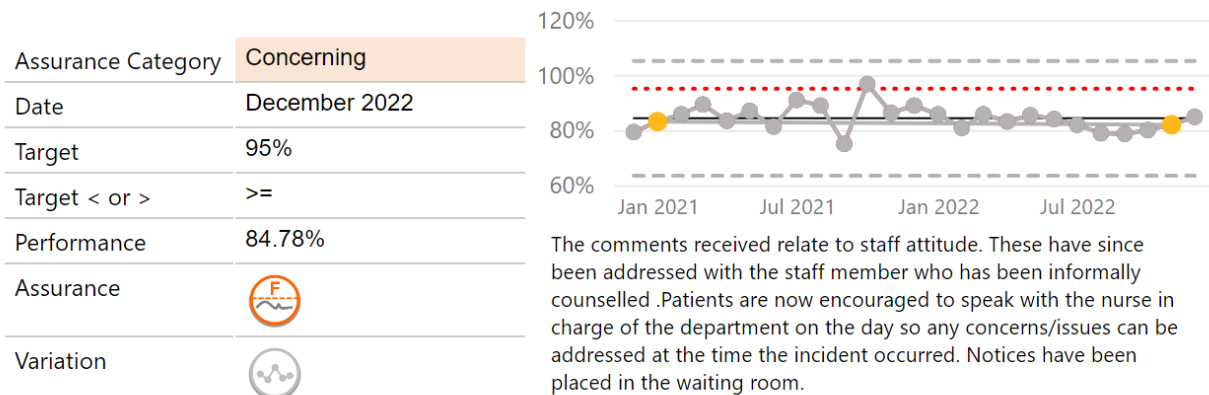 Assurance Category Concerning
Date December 2022
Target 95%
Target < or > >=
Performance 84.78%
Assurance F
Variation
120%
100%
80%
60%
Jan 2021 Jul 2021 Jan 2022 Jul 2022
The comments received relate to staff attitude. These have since
been addressed with the staff member who has been informally
counselled .Patients are now encouraged to speak with the nurse in
charge of the department on the day so any concerns/issues can be
addressed at the time the incident occurred. Notices have been
placed in the waiting room.